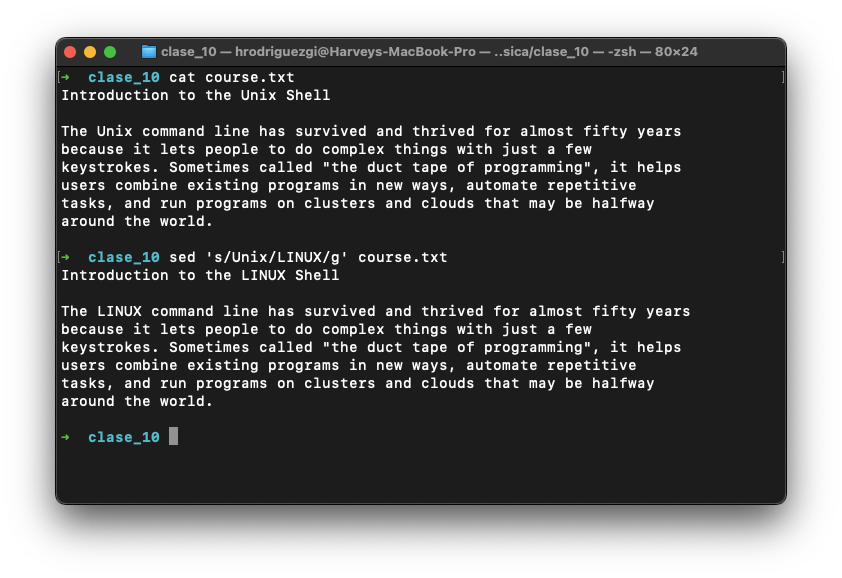 clase_10 — hrodriguezgi@Harveys-MacBook-Pro — ..sica/clase_10 — -zsh — 80×24
[➜  clase_10 cat course.txt ]
Introduction to the Unix Shell

The Unix command line has survived and thrived for almost fifty years
because it lets people to do complex things with just a few
keystrokes. Sometimes called "the duct tape of programming", it helps
users combine existing programs in new ways, automate repetitive
tasks, and run programs on clusters and clouds that may be halfway
around the world.

[➜  clase_10 sed 's/Unix/LINUX/g' course.txt ]
Introduction to the LINUX Shell

The LINUX command line has survived and thrived for almost fifty years
because it lets people to do complex things with just a few
keystrokes. Sometimes called "the duct tape of programming", it helps
users combine existing programs in new ways, automate repetitive
tasks, and run programs on clusters and clouds that may be halfway
around the world.

➜  clase_10